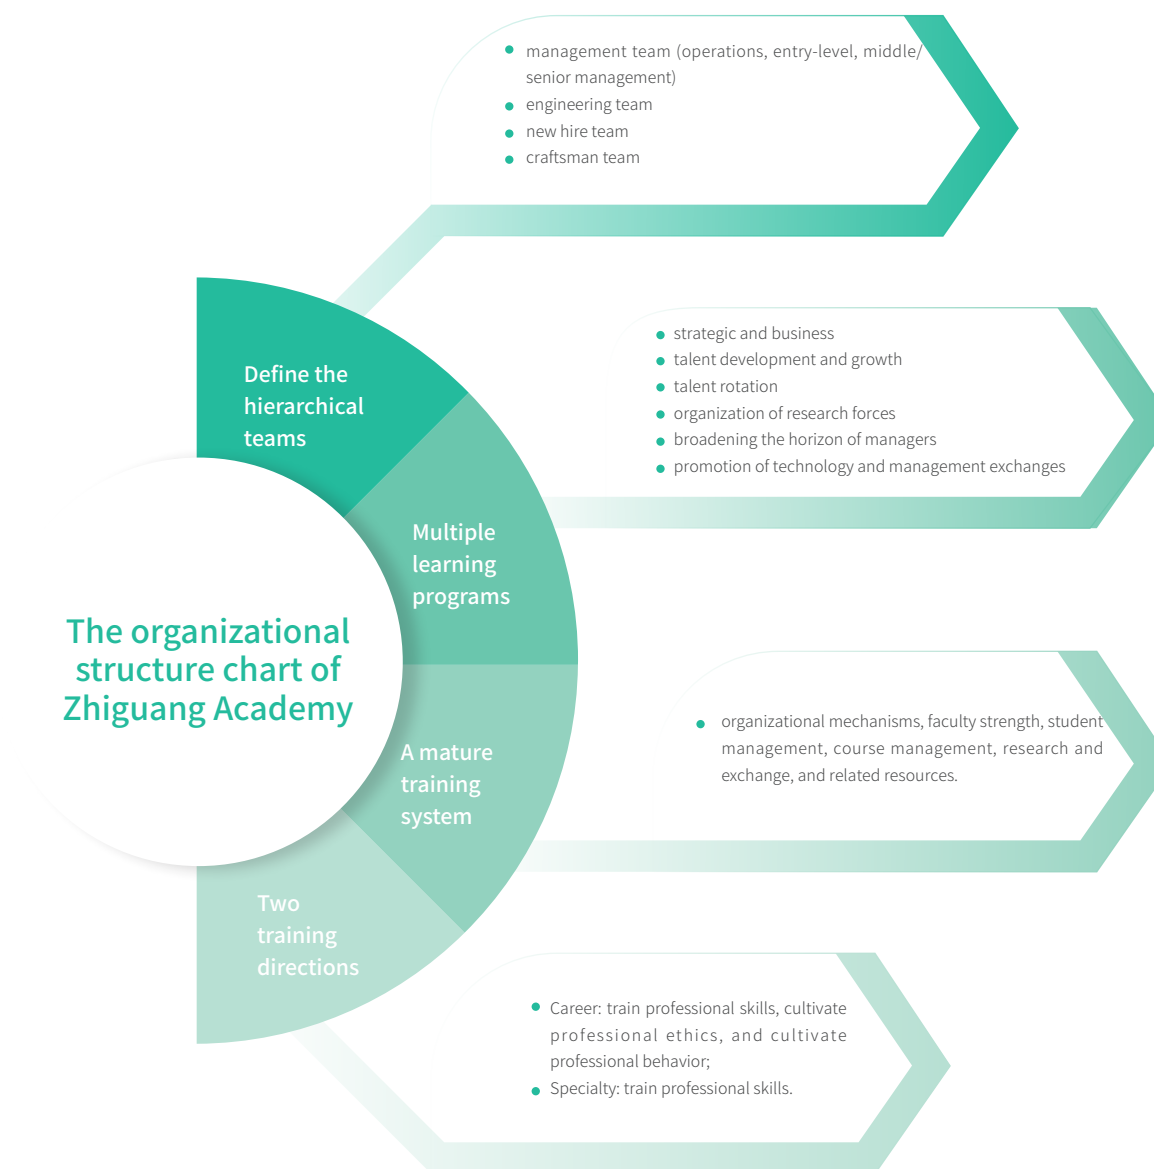 management team (operations, entry-level, middle/
senior management)
engineering team
new hire team
craftsman team
Define the
hierarchical
teams
strategic and business
talent development and growth
talent rotation
organization of research forces
broadening the horizon of managers
promotion of technology and management exchanges
Multiple
learning
programs
The organizational
structure chart of
Zhiguang Academy
A mature
training
system
organizational mechanisms, faculty strength, student
management, course management, research and
exchange, and related resources.
Two
training
directions
Career: train professional skills, cultivate
professional ethics, and cultivate
professional behavior;
Specialty: train professional skills.